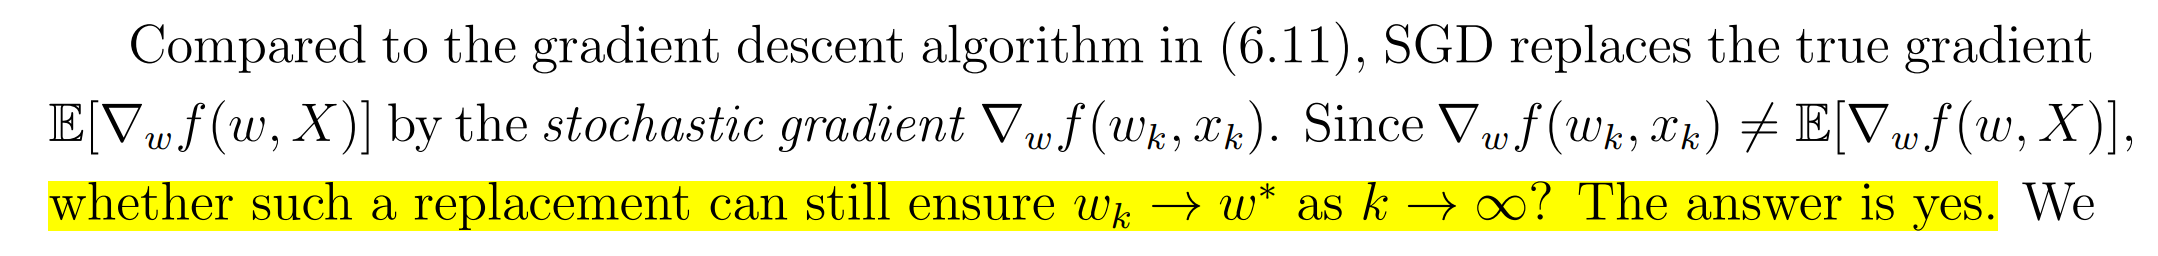 Compared to the gradient descent algorithm in (6.11), SGD replaces the true gradient
𝔼[∇_w f(w, X)] by the stochastic gradient ∇_w f(w_k, x_k). Since ∇_w f(w_k, x_k) ≠ 𝔼[∇_w f(w, X)],
whether such a replacement can still ensure w_k → w* as k → ∞? The answer is yes. We